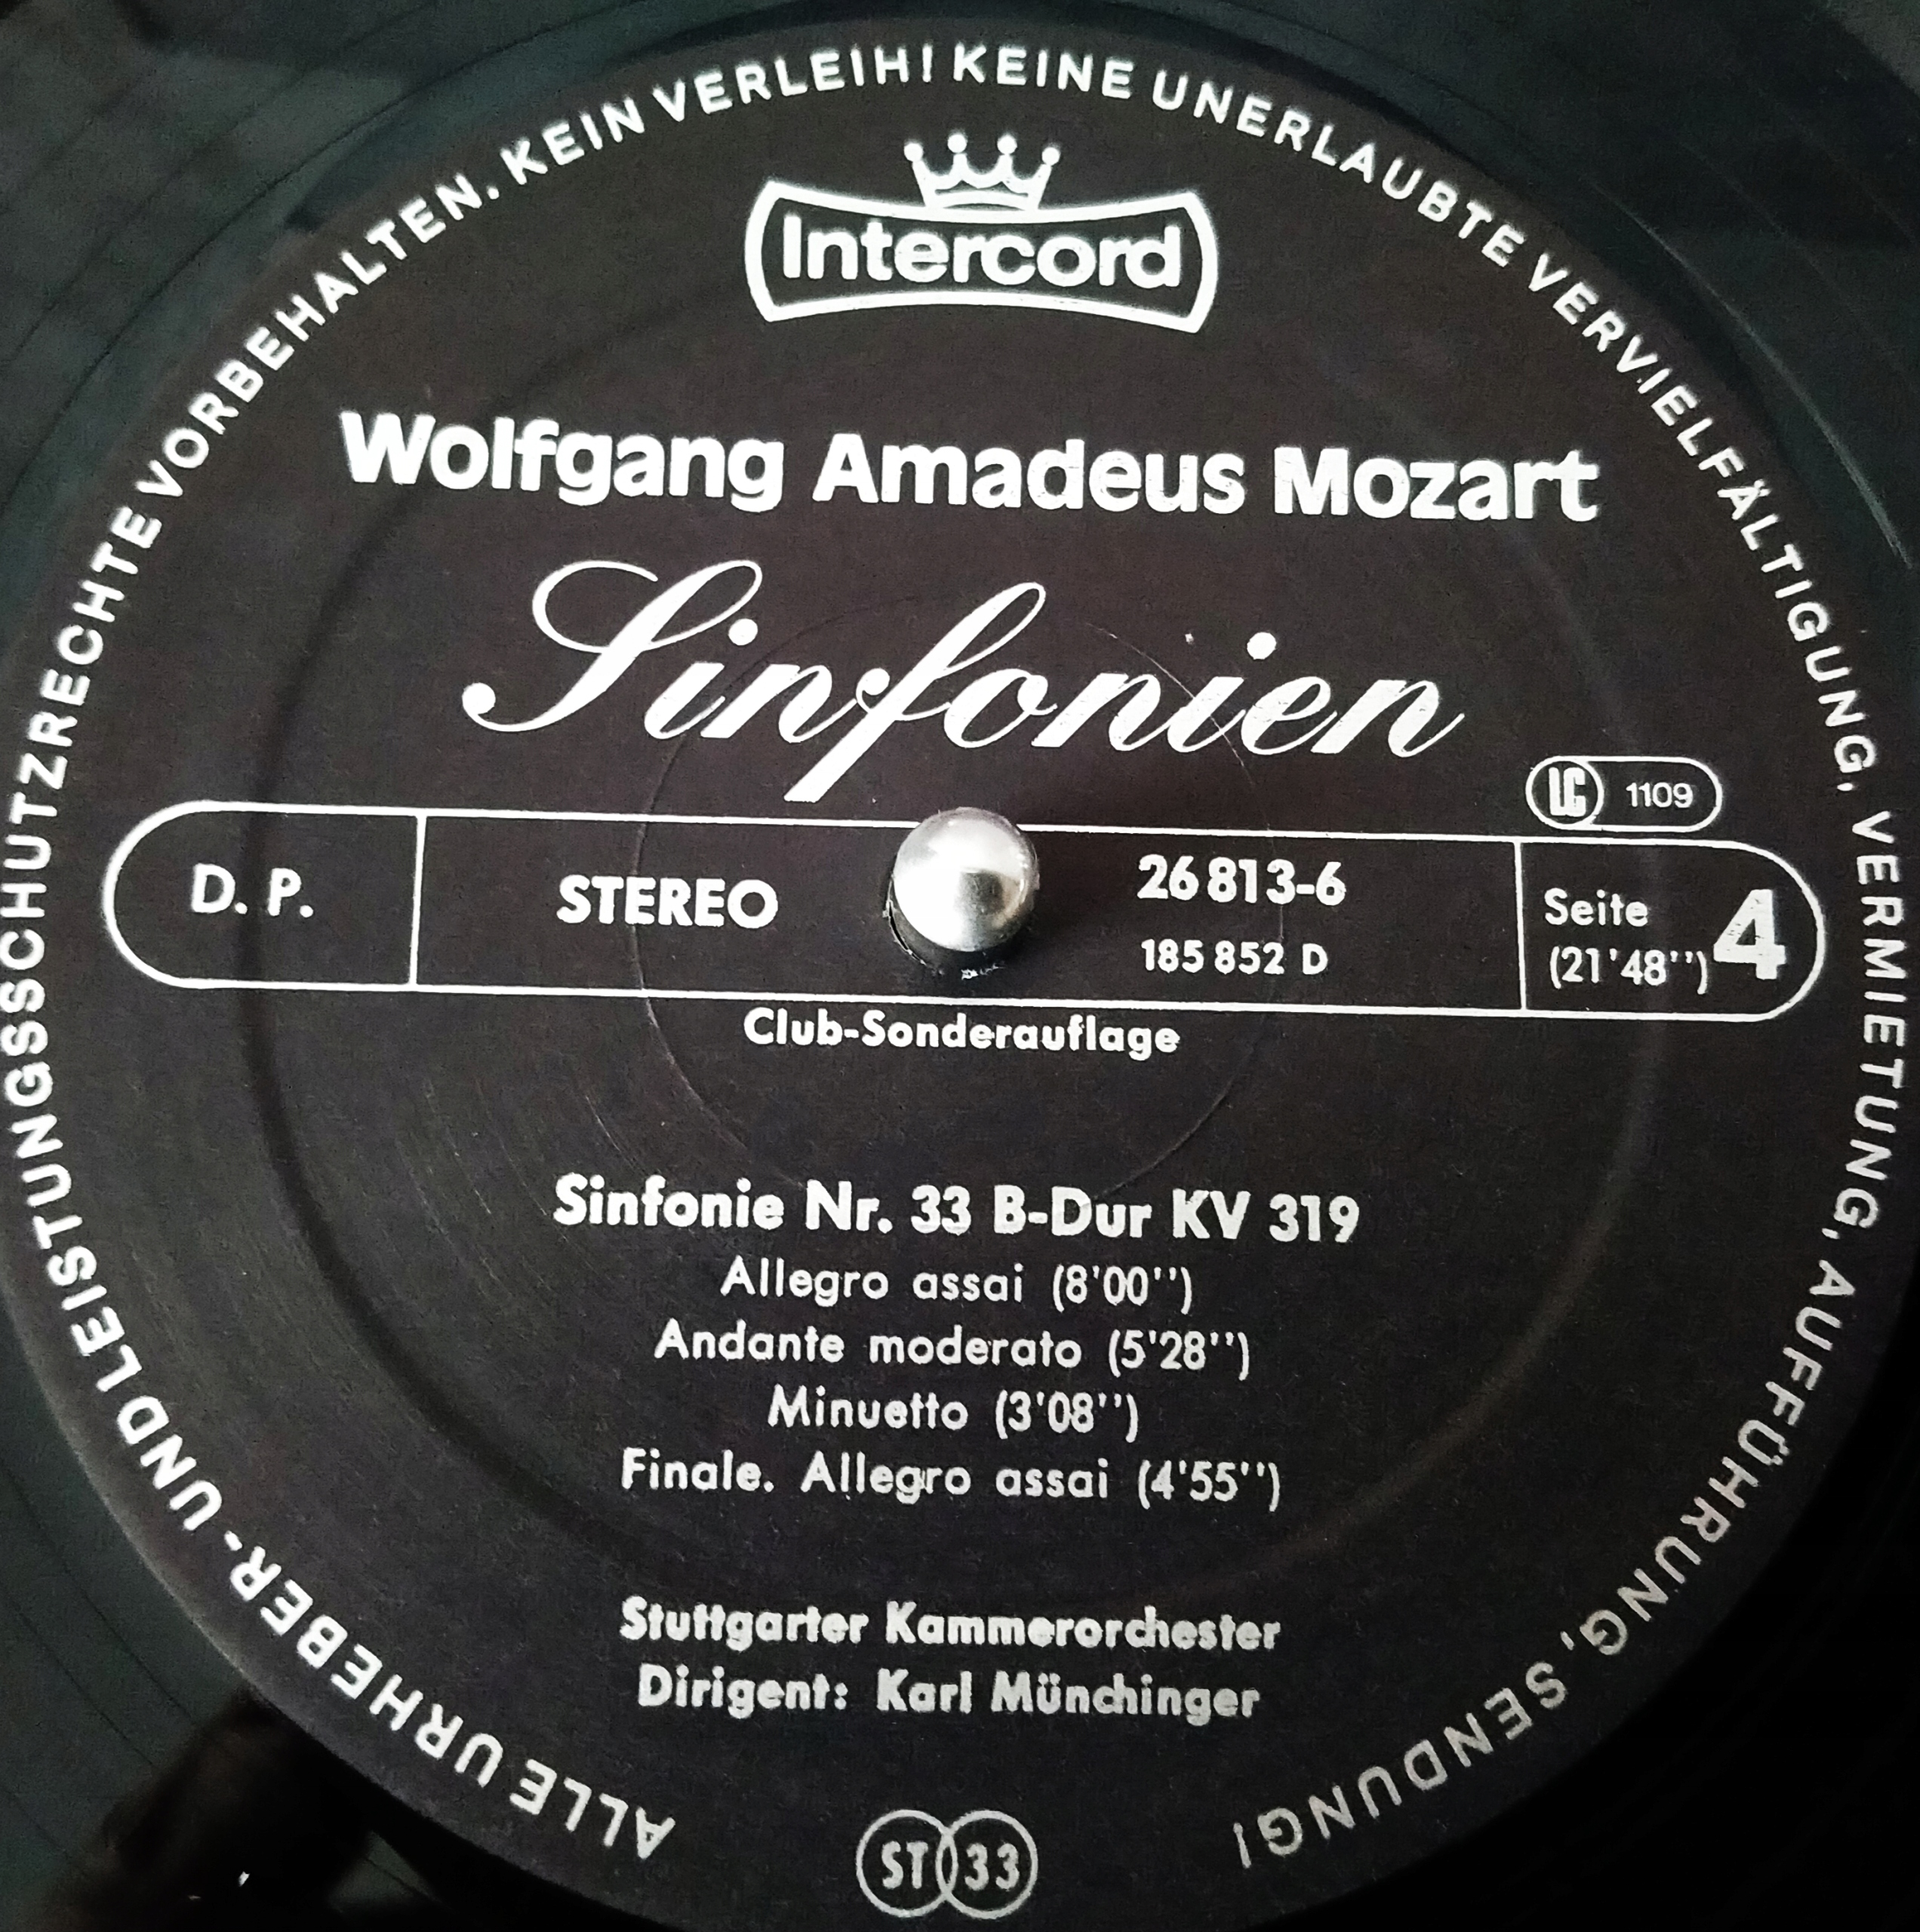 ALLE URHEBER- UND LEISTUNGSSCHUTZRECHTE VORBEHALTEN. KEIN VERLEIH! KEINE UNERLAUBTE VERVIELFÄLTIGUNG, VERMIETUNG, AUFFÜHRUNG, SENDUNG!
Intercord
Wolfgang Amadeus Mozart
Sinfonien
LC 1109
D. P.
STEREO
26 813-6
185 852 D
Seite 4
(21'48'')
Club-Sonderauflage
Sinfonie Nr. 33 B-Dur KV 319
Allegro assai (8'00'')
Andante moderato (5'28'')
Minuetto (3'08'')
Finale. Allegro assai (4'55'')
Stuttgarter Kammerorchester
Dirigent: Karl Münchinger
ST 33